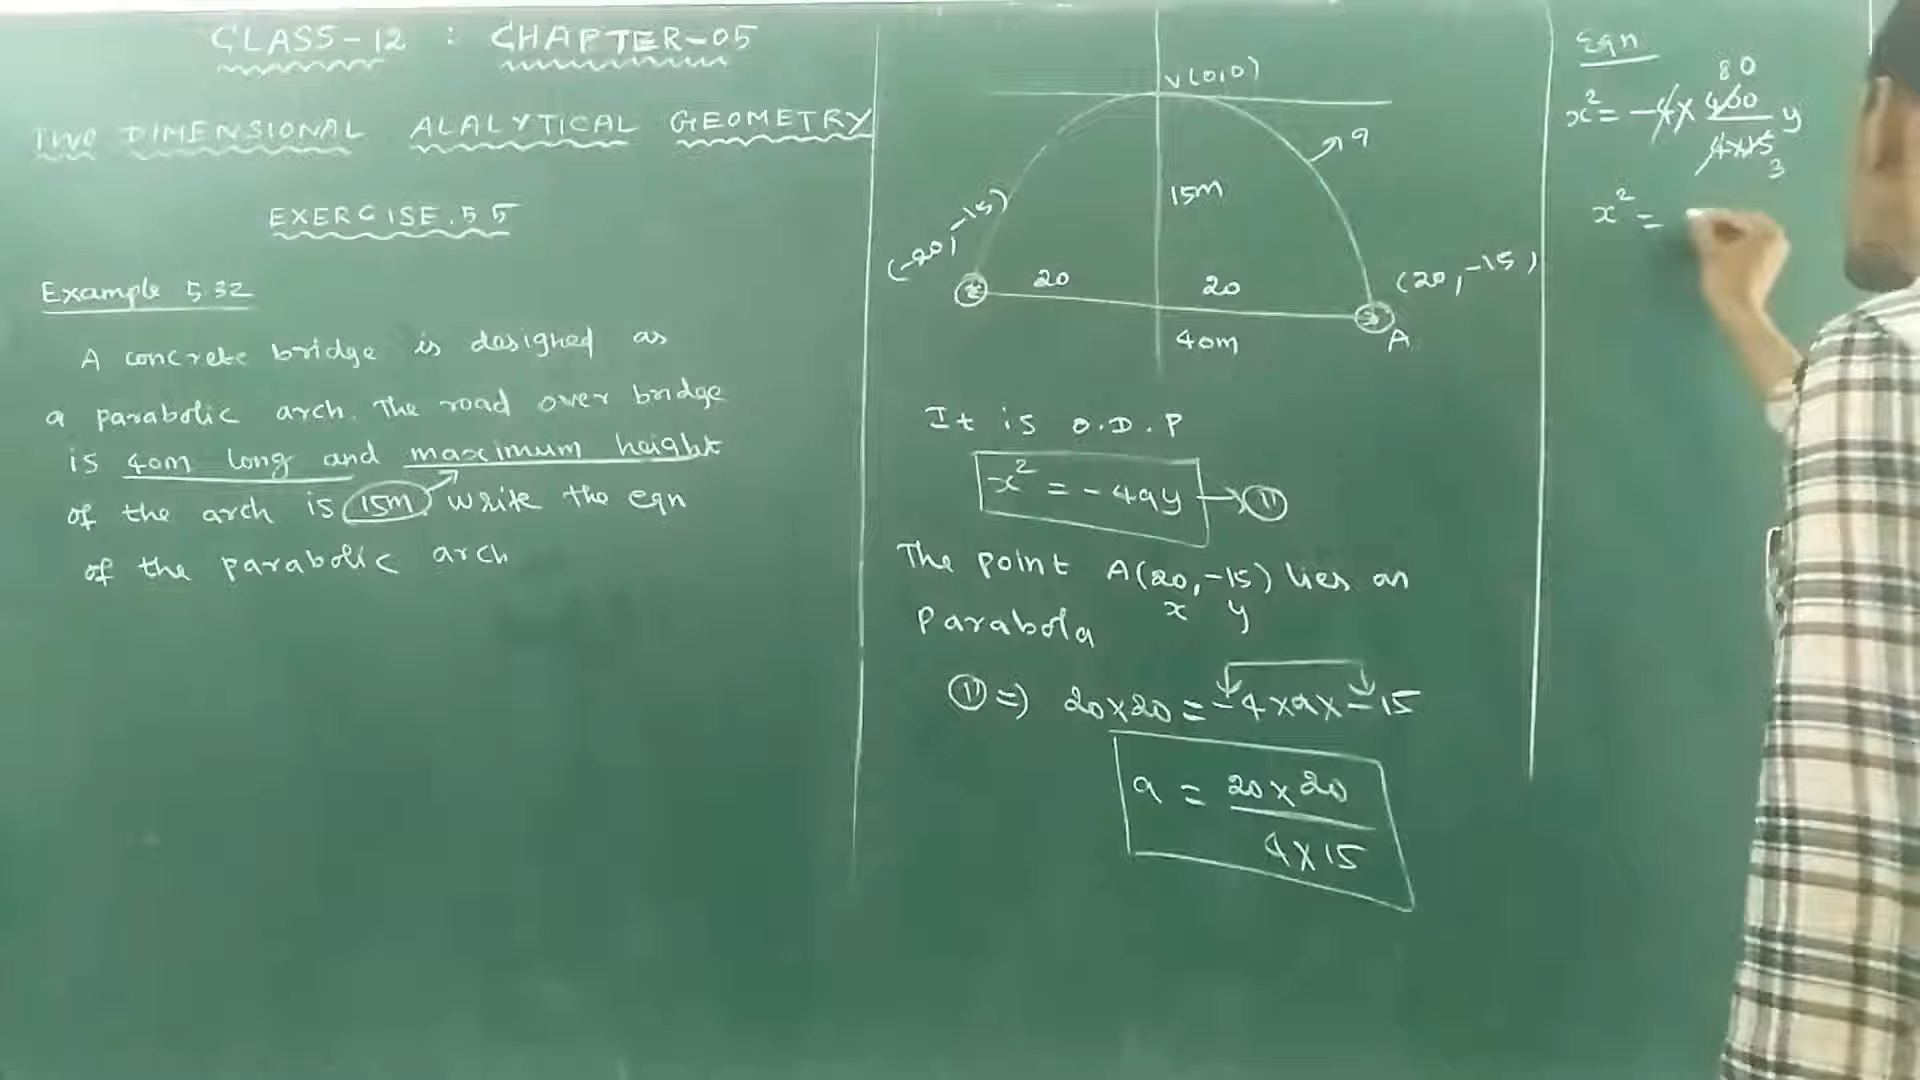 CLASS-12 : CHAPTER-05
TWO DIMENSIONAL ALALYTICAL GEOMETRY
EXERCISE.5 5
Example 5.32
A concrete bridge is designed as
a parabolic arch. The road over bridge
is 40m long and maximum height
of the arch is 15m. write the eqn
of the parabolic arch
V(0,0)
a
15m
(-20, -15)
20
20
(20, -15)
40m
A
It is O.D.P
x² = -4ay → ①
The point A(20,-15) lies on
x y
Parabola
① ⇒ 20x20 = -4xax-15
a = 20x20
4x15
Eqn
80
x² = -4x 400 y
4x15
3
x² =